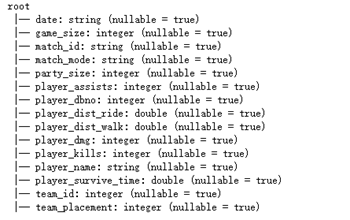 root
 |-- date: string (nullable = true)
 |-- game_size: integer (nullable = true)
 |-- match_id: string (nullable = true)
 |-- match_mode: string (nullable = true)
 |-- party_size: integer (nullable = true)
 |-- player_assists: integer (nullable = true)
 |-- player_dbno: integer (nullable = true)
 |-- player_dist_ride: double (nullable = true)
 |-- player_dist_walk: double (nullable = true)
 |-- player_dmg: integer (nullable = true)
 |-- player_kills: integer (nullable = true)
 |-- player_name: string (nullable = true)
 |-- player_survive_time: double (nullable = true)
 |-- team_id: integer (nullable = true)
 |-- team_placement: integer (nullable = true)